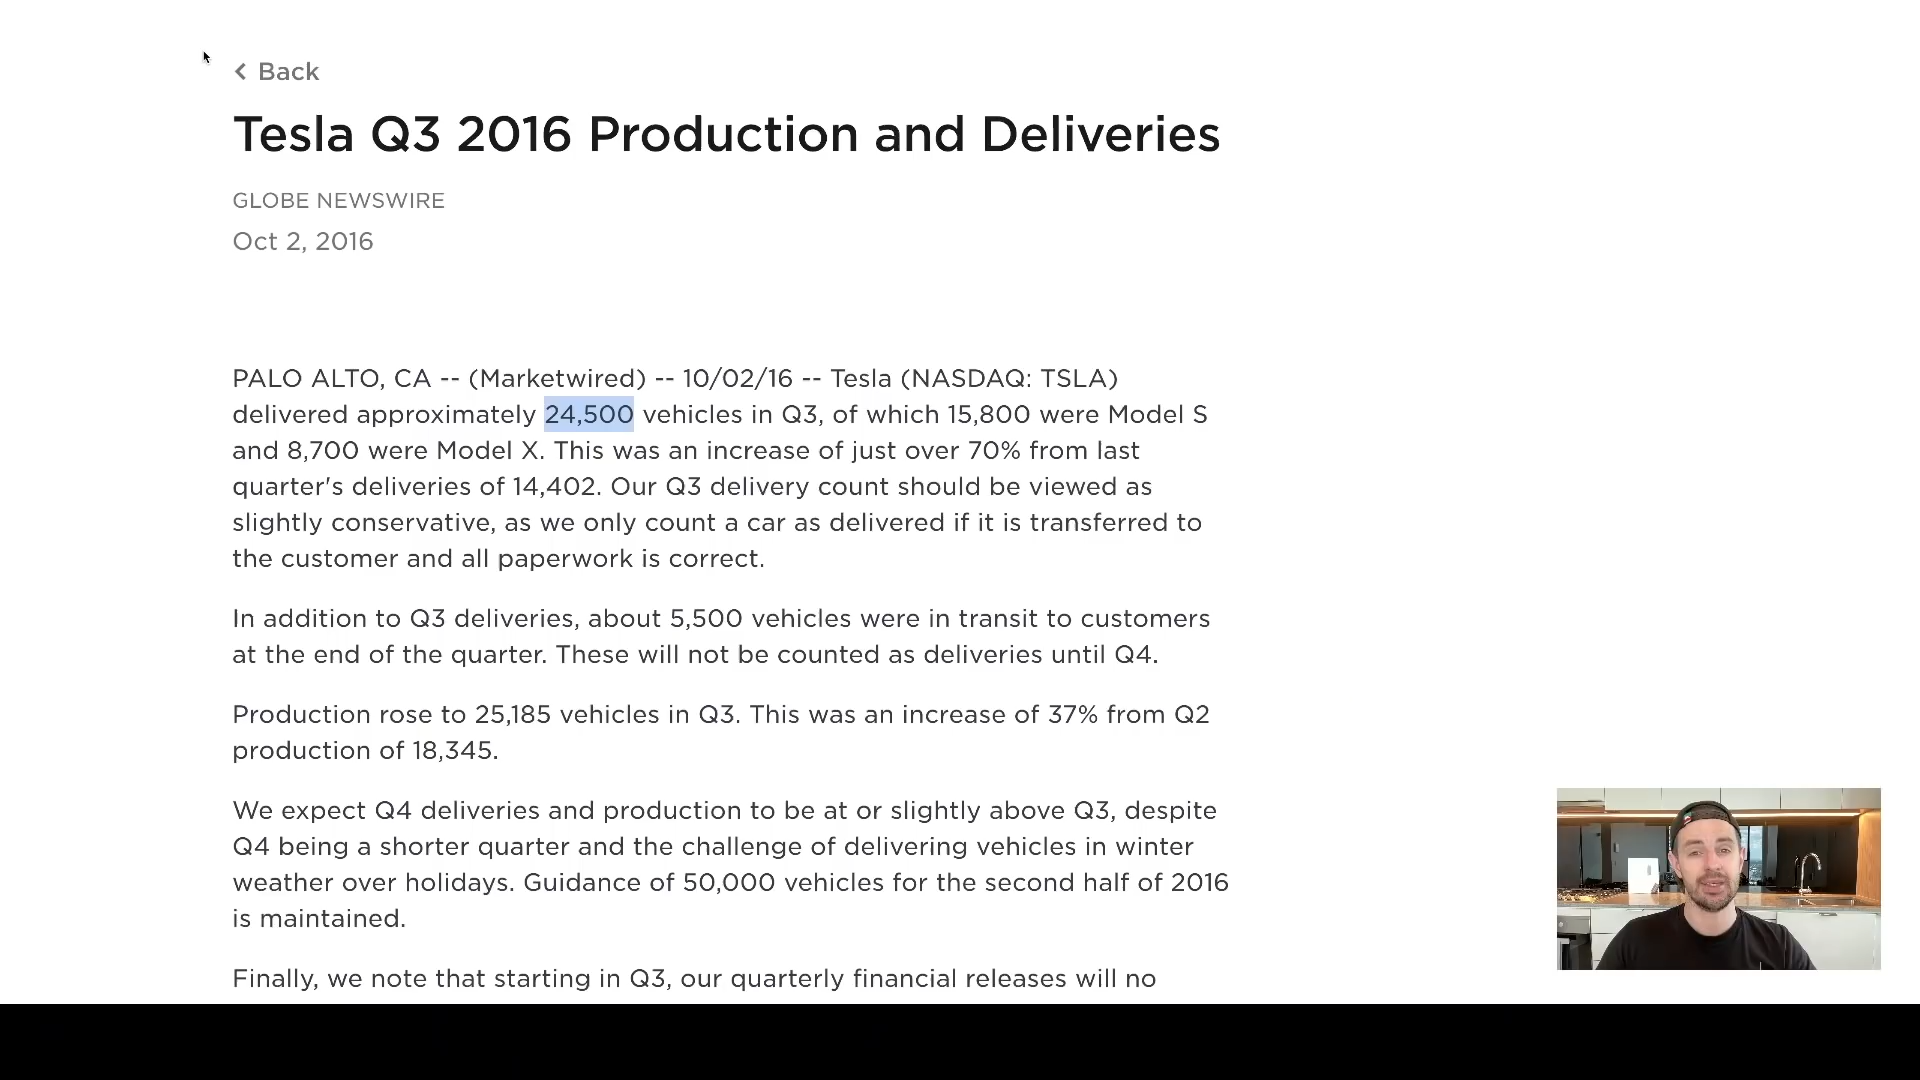 Back
Tesla Q3 2016 Production and Deliveries
GLOBE NEWSWIRE
Oct 2, 2016
PALO ALTO, CA -- (Marketwired) -- 10/02/16 -- Tesla (NASDAQ: TSLA)
delivered approximately 24,500 vehicles in Q3, of which 15,800 were Model S
and 8,700 were Model X. This was an increase of just over 70% from last
quarter's deliveries of 14,402. Our Q3 delivery count should be viewed as
slightly conservative, as we only count a car as delivered if it is transferred to
the customer and all paperwork is correct.
In addition to Q3 deliveries, about 5,500 vehicles were in transit to customers
at the end of the quarter. These will not be counted as deliveries until Q4.
Production rose to 25,185 vehicles in Q3. This was an increase of 37% from Q2
production of 18,345.
We expect Q4 deliveries and production to be at or slightly above Q3, despite
Q4 being a shorter quarter and the challenge of delivering vehicles in winter
weather over holidays. Guidance of 50,000 vehicles for the second half of 2016
is maintained.
Finally, we note that starting in Q3, our quarterly financial releases will no